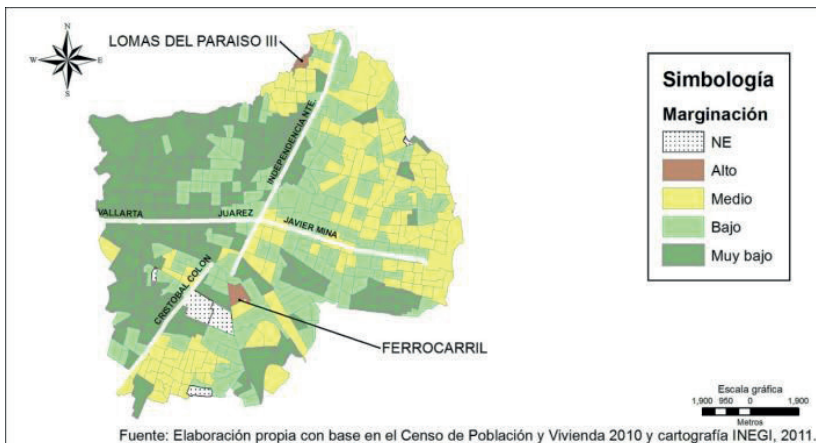 N
W E
S
LOMAS DEL PARAISO III
INDEPENDENCIA NTE.
VALLARTA
JUAREZ
JAVIER MINA
CRISTOBAL COLON
FERROCARRIL
Simbología
Marginación
NE
Alto
Medio
Bajo
Muy bajo
Escala gráfica
1,900 950 0 1,900
Metros
Fuente: Elaboración propia con base en el Censo de Población y Vivienda 2010 y cartografía INEGI, 2011.